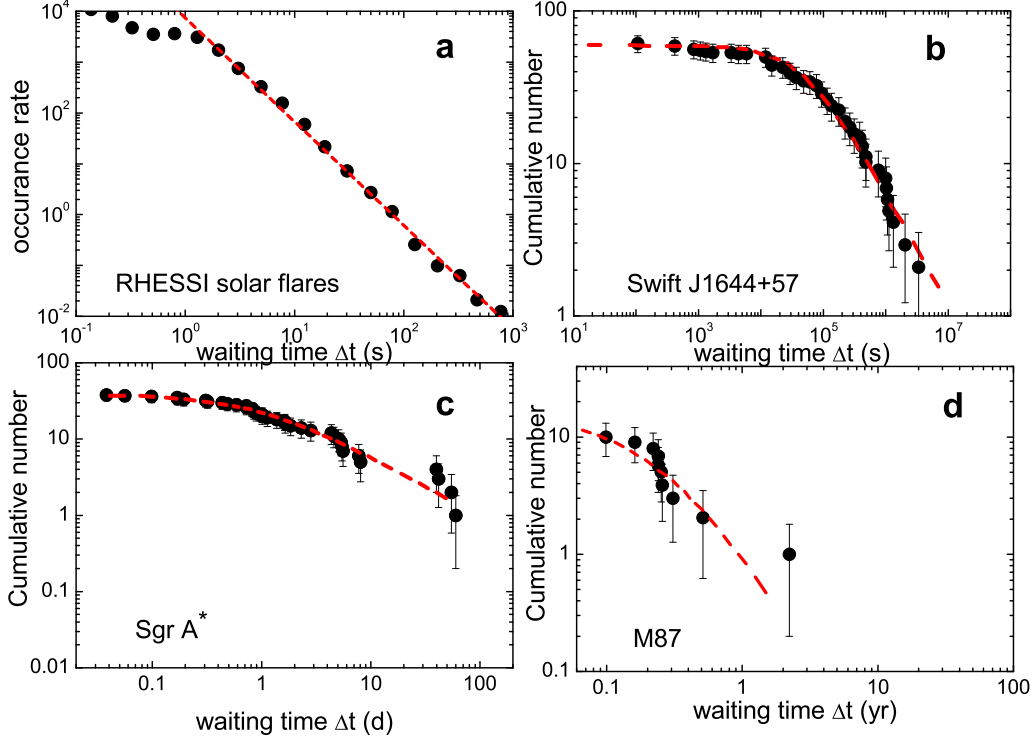 10^4
10^2
10^0
10^-2
occurance rate
a
RHESSI solar flares
10^-1 10^0 10^1 10^2 10^3
waiting time Δt (s)
100
10
1
Cumulative number
b
Swift J1644+57
10^1 10^3 10^5 10^7
waiting time Δt (s)
100
10
1
0.1
0.01
Cumulative number
c
Sgr A*
0.1 1 10 100
waiting time Δt (d)
10
1
0.1
Cumulative number
d
M87
0.1 1 10 100
waiting time Δt (yr)